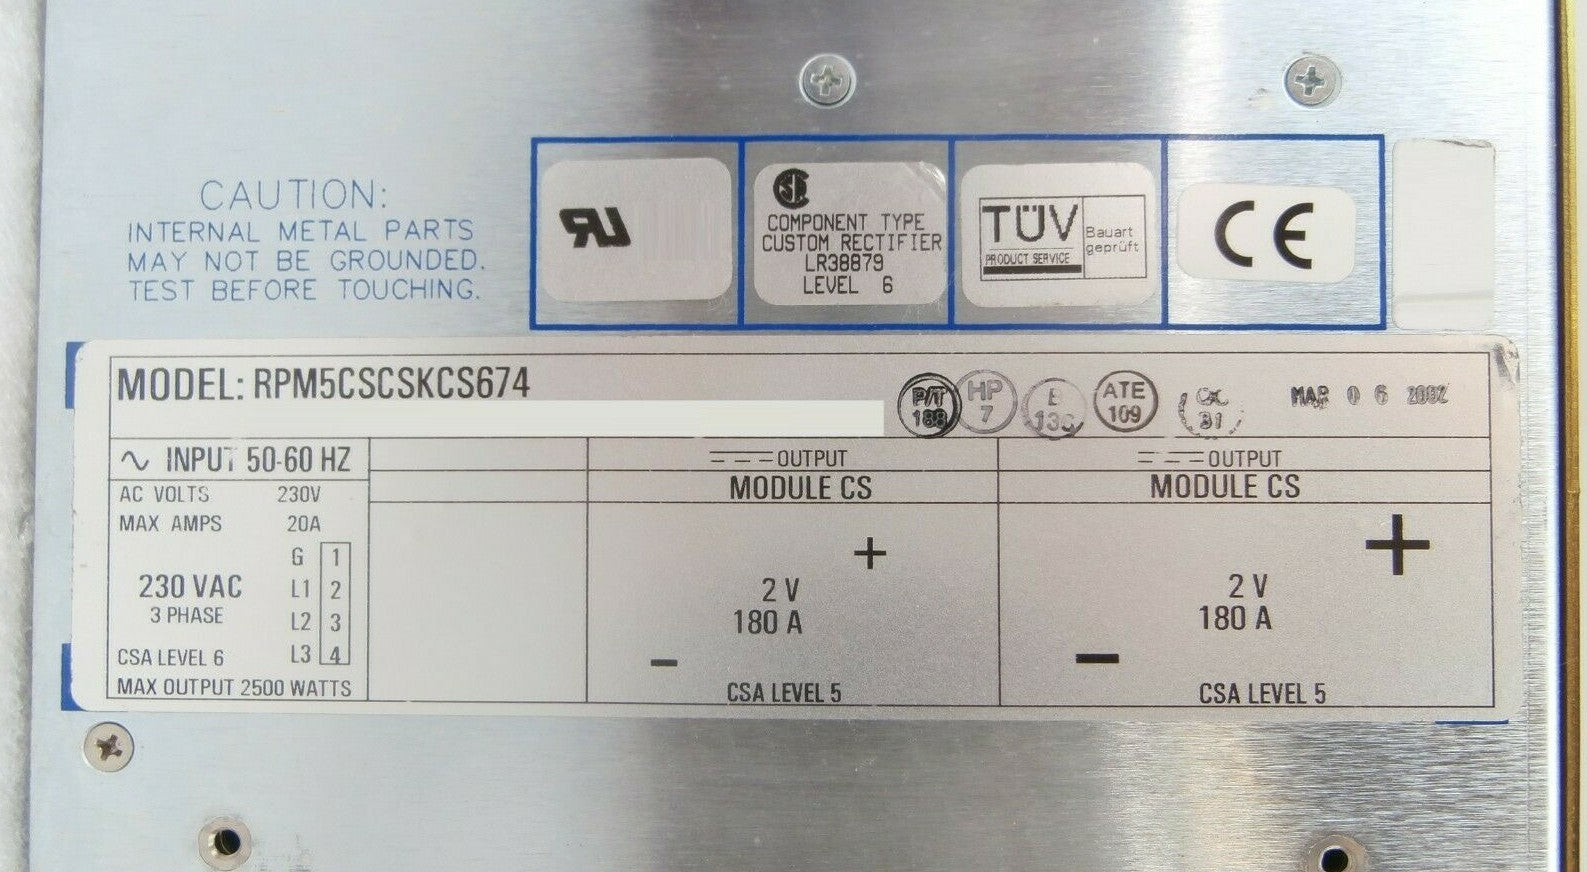 CAUTION:
INTERNAL METAL PARTS
MAY NOT BE GROUNDED.
TEST BEFORE TOUCHING.
COMPONENT TYPE
CUSTOM RECTIFIER
LR38879
LEVEL 6
TÜV
PRODUCT SERVICE
Bauart
geprüft
CE
MODEL: RPM5CSCSKCS674
P/T
188
HP
7
ATE
109
MAR 06 2002
INPUT 50-60 HZ
AC VOLTS 230V
MAX AMPS 20A
G 1
230 VAC L1 2
3 PHASE
L2 3
CSA LEVEL 6 L3 4
MAX OUTPUT 2500 WATTS
OUTPUT
MODULE CS
+
2 V
180 A
−
CSA LEVEL 5
OUTPUT
MODULE CS
+
2 V
180 A
−
CSA LEVEL 5